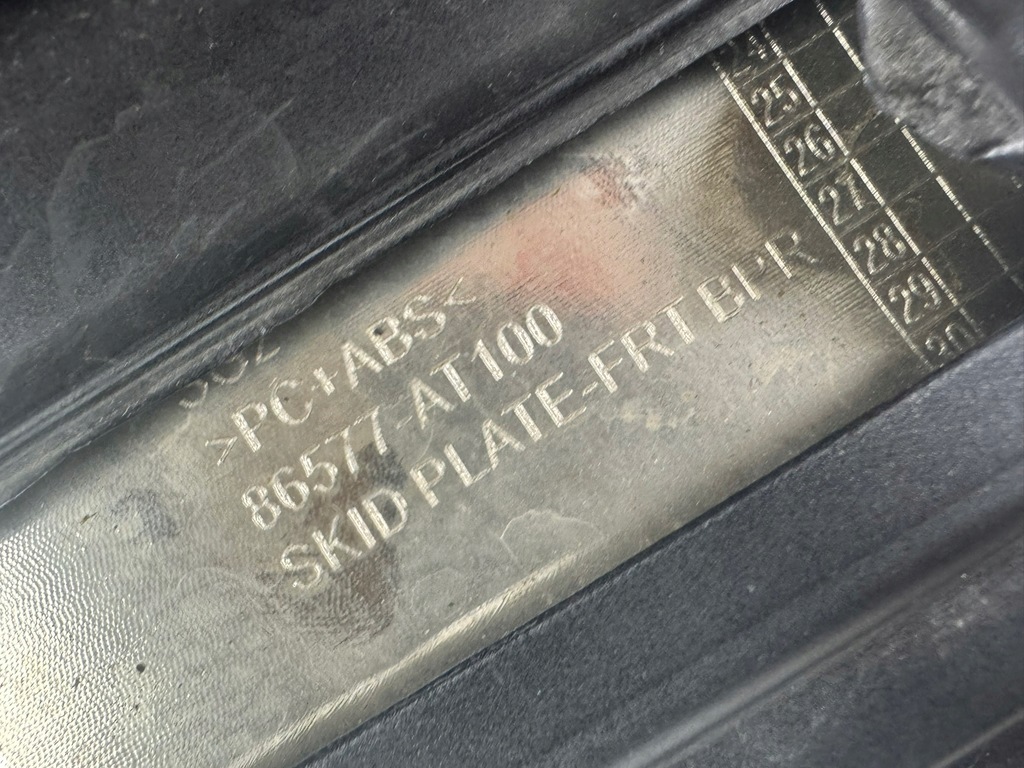 >PC+ABS<
86577-AT100
SKID PLATE-FRT BPR
25
26
27
28
29